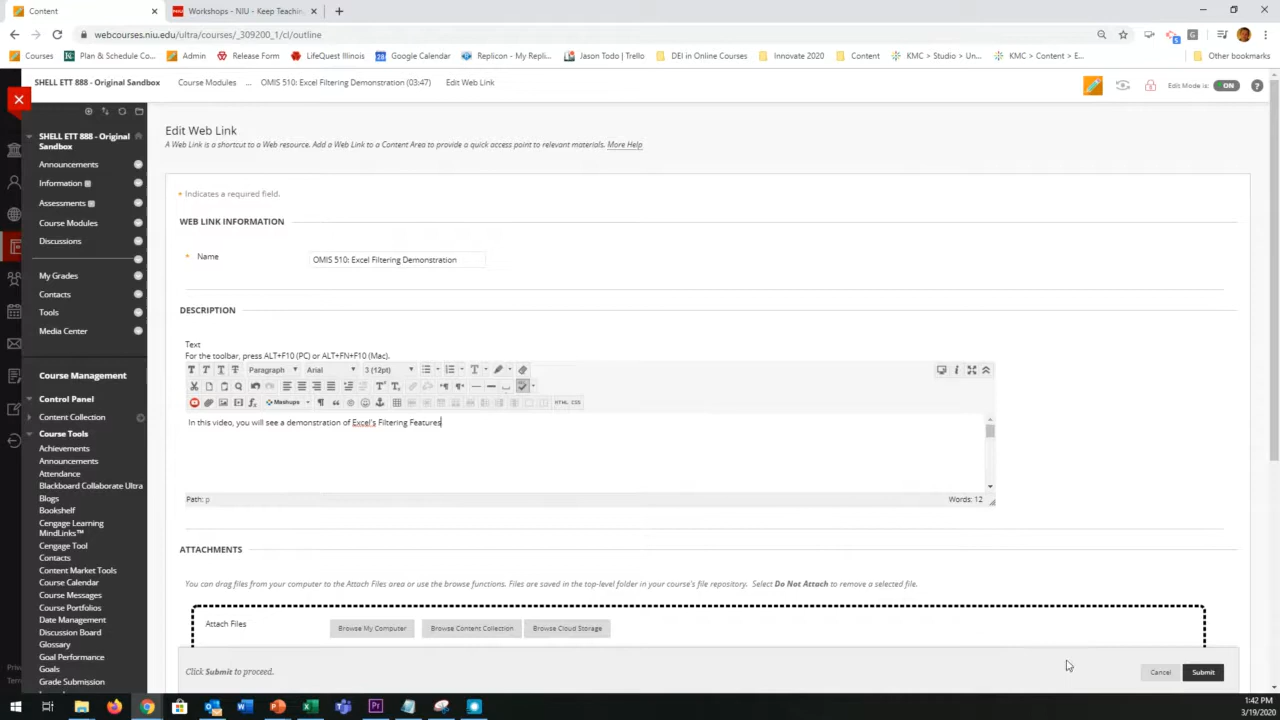 Content
Workshops - NIU - Keep Teachin
webcourses.niu.edu/ultra/courses/_309200_1/cl/outline
Courses
Plan & Schedule Co...
Admin
Replays
LifeQuest Illinois
Google Calendar
Replicon - My Replic...
Jason Todo | Trello
DEI in Online Courses
Innovate 2020
Content
KMC > Studio > Un...
KMC > Content > E...
Other bookmarks
SHELL ETT 888 - Original Sandbox
Course Modules
...
OMIS 510: Excel Filtering Demonstration (03:47)
Edit Web Link
Edit Mode is:
ON
SHELL ETT 888 - Original
Sandbox
Announcements
Information
Assessments
Course Modules
Discussions
My Grades
Contacts
Tools
Media Center
Course Management
Control Panel
Content Collection
Course Tools
Achievements
Announcements
Attendance
Blackboard Collaborate Ultra
Blogs
Bookshelf
Cengage Learning
MindLinks™
Cengage Tool
Contacts
Content Market Tools
Course Calendar
Course Messages
Course Portfolios
Date Management
Discussion Board
Glossary
Goal Performance
Goals
Grade Submission
Edit Web Link
A Web Link is a shortcut to a Web resource. Add a Web Link to a Content Area to provide a quick access point to relevant materials. More Help
Indicates a required field.
WEB LINK INFORMATION
Name
OMIS 510: Excel Filtering Demonstration
DESCRIPTION
Text
For the toolbar, press ALT+F10 (PC) or ALT+FN+F10 (Mac).
Paragraph
Arial
3 (12pt)
Mashups
HTML CSS
In this video, you will see a demonstration of Excel's Filtering Features
Path: p
Words: 12
ATTACHMENTS
You can drag files from your computer to the Attach Files area or use the browse functions. Files are saved in the top-level folder in your course's file repository. Select Do Not Attach to remove a selected file.
Attach Files
Browse My Computer
Browse Content Collection
Browse Cloud Storage
Click Submit to proceed.
Cancel
Submit
1:42 PM
3/19/2020